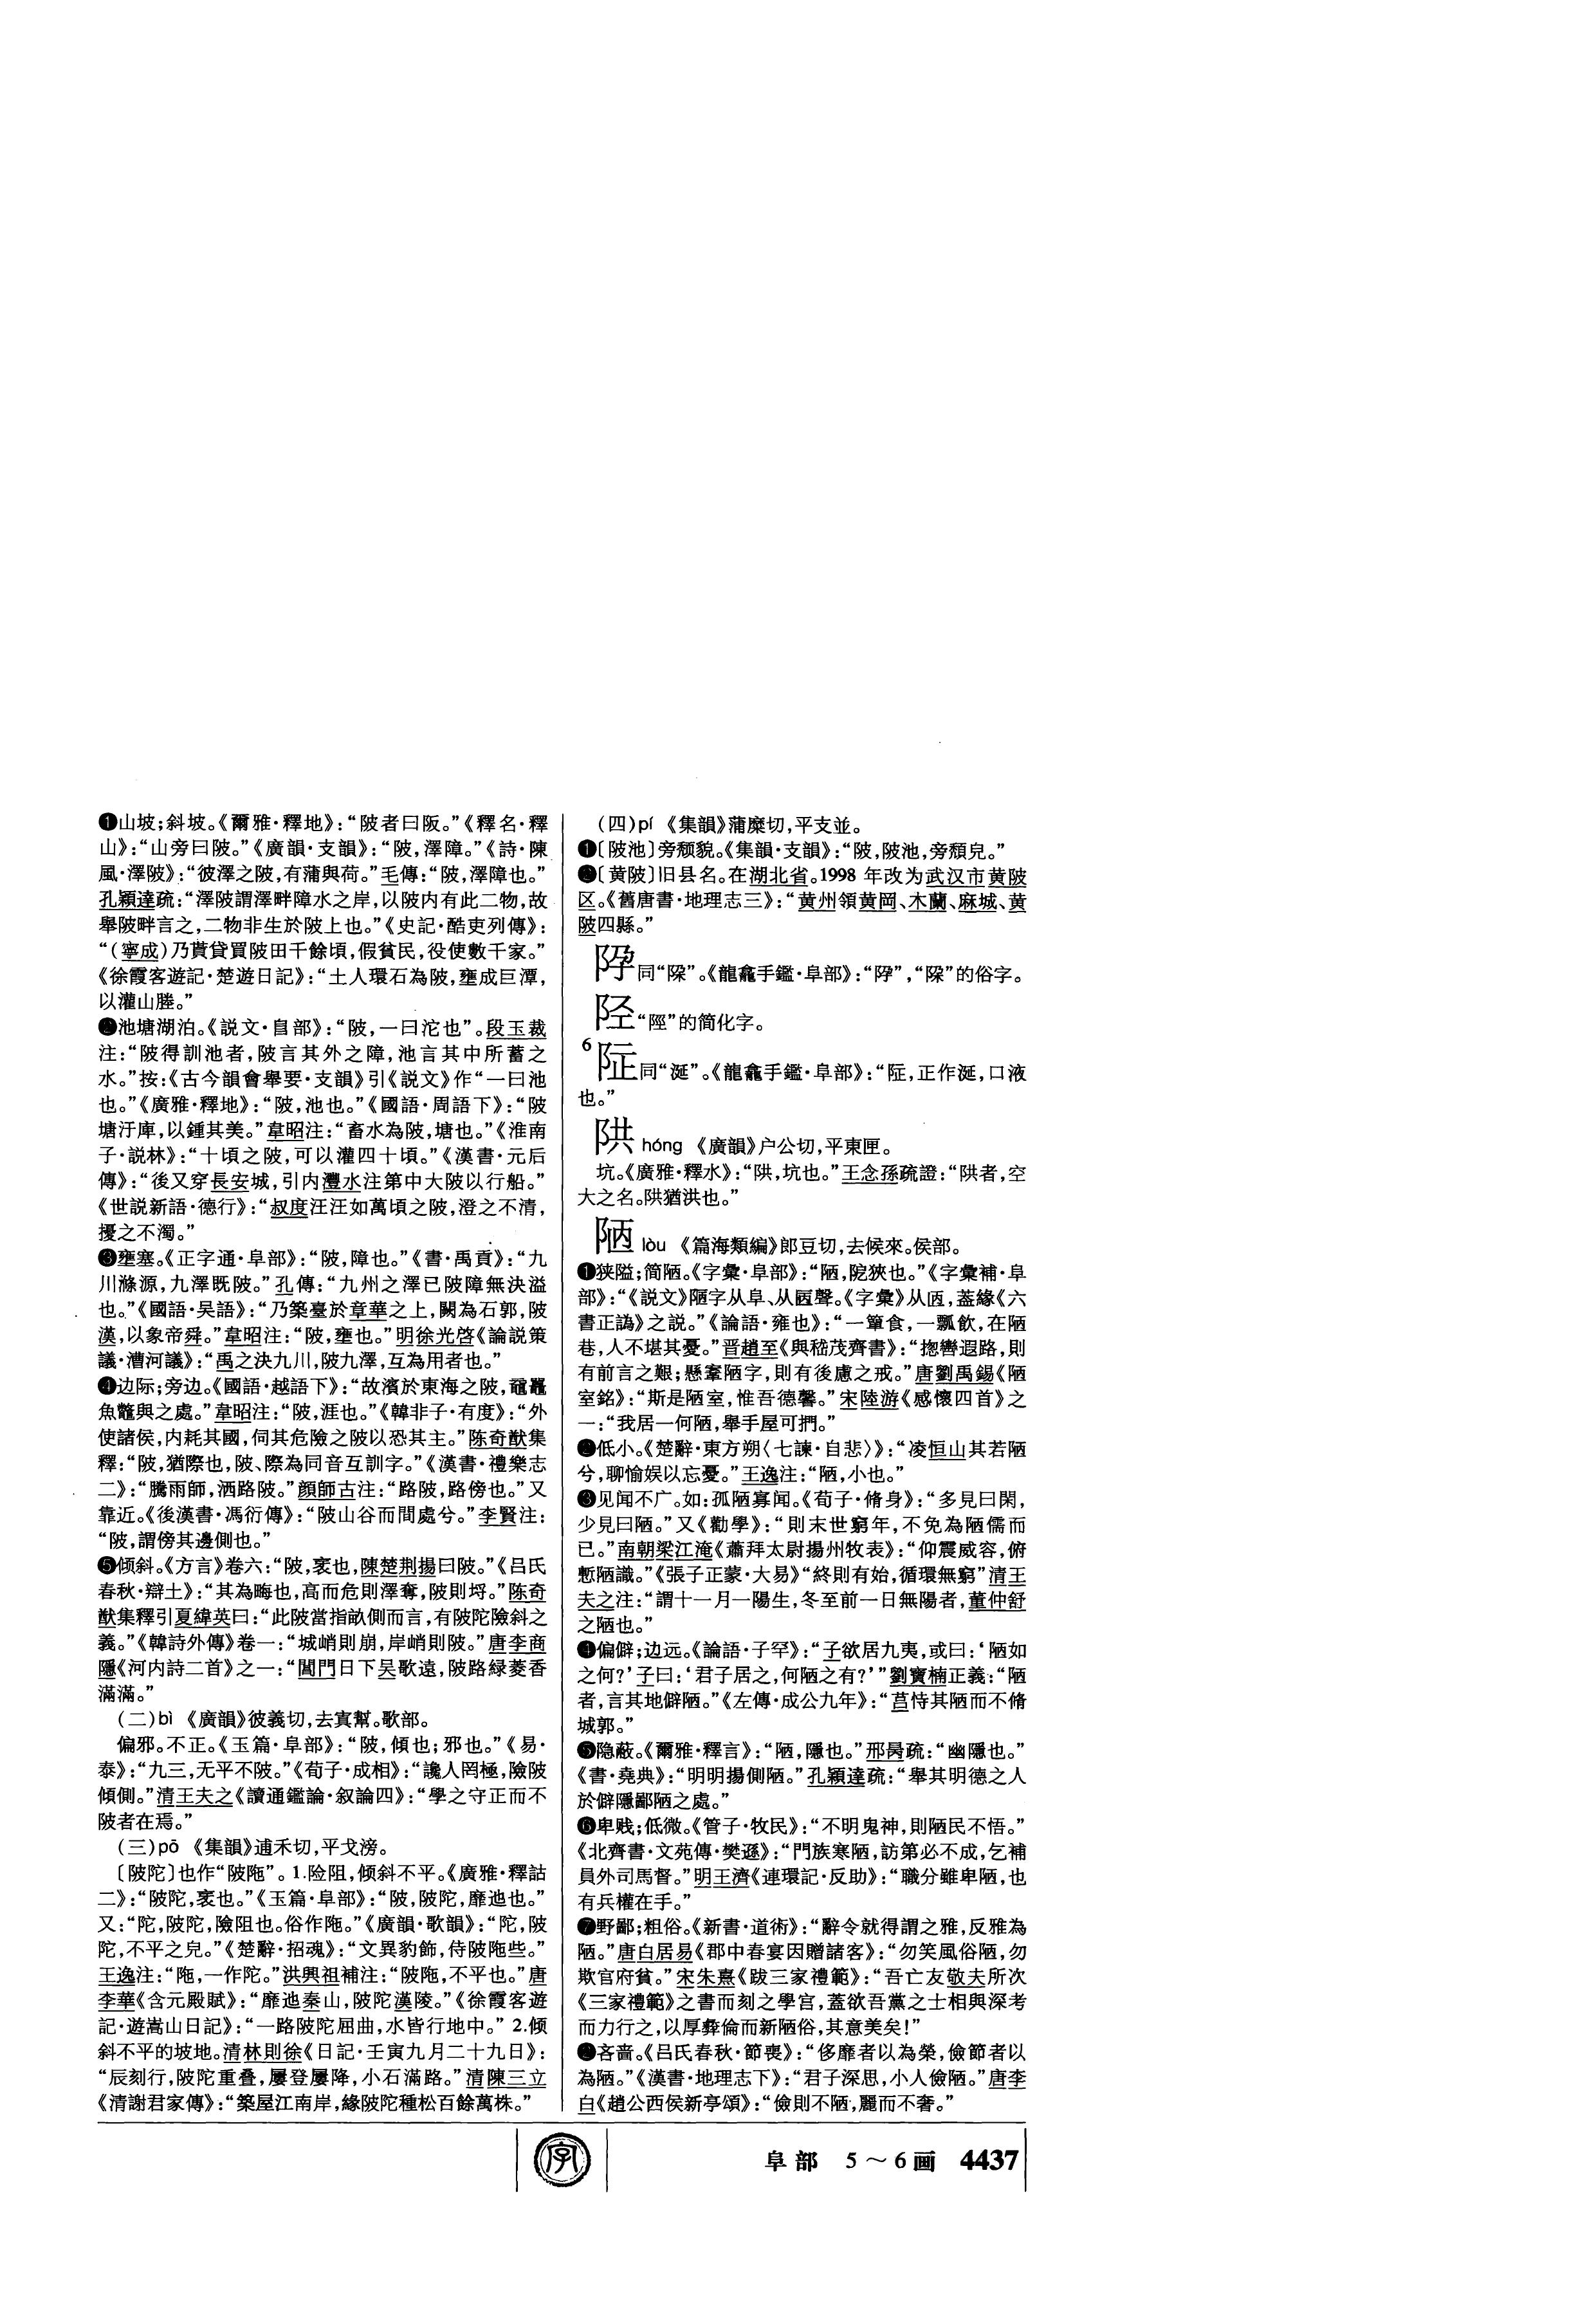 ❶山坡;斜坡。《爾雅·釋地》:“陂者曰阪。”《釋名·釋
山》:“山旁曰陂。”《廣韻·支韻》:“陂,澤障。”《詩·陳
風·澤陂》:“彼澤之陂,有蒲與荷。”毛傳:“陂,澤障也。”
孔穎達疏:“澤陂謂澤畔障水之岸,以陂内有此二物,故
舉陂畔言之,二物非生於陂上也。”《史記·酷吏列傳》:
“(寧成)乃貰貸買陂田千餘頃,假貧民,役使數千家。”
《徐霞客遊記·楚遊日記》:“土人環石為陂,壅成巨潭,
以灌山塍。”
❷池塘湖泊。《説文·𨸏部》:“陂,一曰沱也”。段玉裁
注:“陂得訓池者,陂言其外之障,池言其中所蓄之
水。”按:《古今韻會舉要·支韻》引《説文》作“一曰池
也。”《廣雅·釋地》:“陂,池也。”《國語·周語下》:“陂
塘汙庳,以鍾其美。”韋昭注:“畜水為陂,塘也。”《淮南
子·説林》:“十頃之陂,可以灌四十頃。”《漢書·元后
傳》:“後又穿長安城,引内灃水注第中大陂以行船。”
《世説新語·德行》:“叔度汪汪如萬頃之陂,澄之不清,
擾之不濁。”
❸壅塞。《正字通·阜部》:“陂,障也。”《書·禹貢》:“九
川滌源,九澤既陂。”孔傳:“九州之澤已陂障無決溢
也。”《國語·吴語》:“乃築臺於章華之上,闕為石郭,陂
漢,以象帝舜。”韋昭注:“陂,壅也。”明徐光啓《論説策
議·漕河議》:“禹之決九川,陂九澤,互為用者也。”
❹边际;旁边。《國語·越語下》:“故濱於東海之陂,黿鼉
魚鼈與之處。”韋昭注:“陂,涯也。”《韓非子·有度》:“外
使諸侯,内耗其國,伺其危險之陂以恐其主。”陈奇猷集
釋:“陂,猶際也,陂、際為同音互訓字。”《漢書·禮樂志
二》:“騰雨師,洒路陂。”顔師古注:“路陂,路傍也。”又
靠近。《後漢書·馮衍傳》:“陂山谷而間處兮。”李賢注:
“陂,謂傍其邊側也。”
❺倾斜。《方言》卷六:“陂,衺也,陳楚荆揚曰陂。”《吕氏
春秋·辯土》:“其為晦也,高而危則澤奪,陂則埒。”陈奇
猷集釋引夏緯英曰:“此陂當指畝側而言,有陂陀險斜之
義。”《韓詩外傳》卷一:“城峭則崩,岸峭則陂。”唐李商
隱《河内詩二首》之一:“閶門日下吴歌遠,陂路緑菱香
滿滿。”
(二)bì 《廣韻》彼義切,去寘幫。歌部。
偏邪。不正。《玉篇·阜部》:“陂,傾也;邪也。”《易·
泰》:“九三,无平不陂。”《荀子·成相》:“讒人罔極,險陂
傾側。”清王夫之《讀通鑑論·叙論四》:“學之守正而不
陂者在焉。”
(三)pō 《集韻》逋禾切,平戈滂。
〔陂陀〕也作“陂陁”。1.险阻,倾斜不平。《廣雅·釋詁
二》:“陂陀,衺也。”《玉篇·阜部》:“陂,陂陀,靡迆也。”
又:“陀,陂陀,險阻也。俗作陁。”《廣韻·歌韻》:“陀,陂
陀,不平之皃。”《楚辭·招魂》:“文異豹飾,侍陂陁些。”
王逸注:“陁,一作陀。”洪興祖補注:“陂陁,不平也。”唐
李華《含元殿賦》:“靡迆秦山,陂陀漢陵。”《徐霞客遊
記·遊嵩山日記》:“一路陂陀屈曲,水皆行地中。” 2.倾
斜不平的坡地。清林則徐《日記·壬寅九月二十九日》:
“辰刻行,陂陀重叠,屢登屢降,小石滿路。”清陳三立
《清謝君家傳》:“築屋江南岸,緣陂陀種松百餘萬株。”
(四)pí 《集韻》蒲糜切,平支並。
❶〔陂池〕旁颓貌。《集韻·支韻》:“陂,陂池,旁頹皃。”
❷〔黄陂〕旧县名。在湖北省。1998 年改为武汉市黄陂
区。《舊唐書·地理志三》:“黄州領黄岡、木蘭、麻城、黄
陂四縣。”
同“陊”。《龍龕手鑑·阜部》:“”,“”的俗字。
陉“陘”的简化字。
6
同“涎”。《龍龕手鑑·阜部》:“,正作涎,口液
也。”
䧆 hóng 《廣韻》户公切,平東匣。
坑。《廣雅·釋水》:“䧆,坑也。”王念孫疏證:“䧆者,空
大之名。䧆猶洪也。”
陋 lòu 《篇海類編》郎豆切,去候來。侯部。
❶狭隘;简陋。《字彙·阜部》:“陋,阸狹也。”《字彙補·阜
部》:“《説文》陋字从阜、从㔷聲。《字彙》从丙,蓋緣《六
書正譌》之説。”《論語·雍也》:“一簞食,一瓢飲,在陋
巷,人不堪其憂。”晋趙至《與嵇茂齊書》:“揔轡遐路,則
有前言之艱;懸鞌陋宇,則有後慮之戒。”唐劉禹錫《陋
室銘》:“斯是陋室,惟吾德馨。”宋陸游《感懷四首》之
一:“我居一何陋,舉手屋可捫。”
❷低小。《楚辭·東方朔〈七諫·自悲〉》:“凌恒山其若陋
兮,聊愉娱以忘憂。”王逸注:“陋,小也。”
❸见闻不广。如:孤陋寡闻。《荀子·脩身》:“多見曰閑,
少見曰陋。”又《勸學》:“則末世窮年,不免為陋儒而
已。”南朝梁江淹《蕭拜太尉揚州牧表》:“仰震威容,俯
慙陋識。”《張子正蒙·大易》“終則有始,循環無窮”清王
夫之注:“謂十一月一陽生,冬至前一日無陽者,董仲舒
之陋也。”
❹偏僻;边远。《論語·子罕》:“子欲居九夷,或曰:‘陋如
之何?’子曰:‘君子居之,何陋之有?’”劉寶楠正義:“陋
者,言其地僻陋。”《左傳·成公九年》:“莒恃其陋而不脩
城郭。”
❺隐蔽。《爾雅·釋言》:“陋,隱也。”邢昺疏:“幽隱也。”
《書·堯典》:“明明揚側陋。”孔穎達疏:“舉其明德之人
於僻隱鄙陋之處。”
❻卑贱;低微。《管子·牧民》:“不明鬼神,則陋民不悟。”
《北齊書·文苑傳·樊遜》:“門族寒陋,訪第必不成,乞補
員外司馬督。”明王濟《連環記·反助》:“職分雖卑陋,也
有兵權在手。”
❼野鄙;粗俗。《新書·道術》:“辭令就得謂之雅,反雅為
陋。”唐白居易《郡中春宴因贈諸客》:“勿笑風俗陋,勿
欺官府貧。”宋朱熹《跋三家禮範》:“吾亡友敬夫所次
《三家禮範》之書而刻之學宫,蓋欲吾黨之士相與深考
而力行之,以厚彝倫而新陋俗,其意美矣!”
❷吝啬。《吕氏春秋·節喪》:“侈靡者以為榮,儉節者以
為陋。”《漢書·地理志下》:“君子深思,小人儉陋。”唐李
白《趙公西侯新亭頌》:“儉則不陋,麗而不奢。”
字
阜部 5～6画 4437